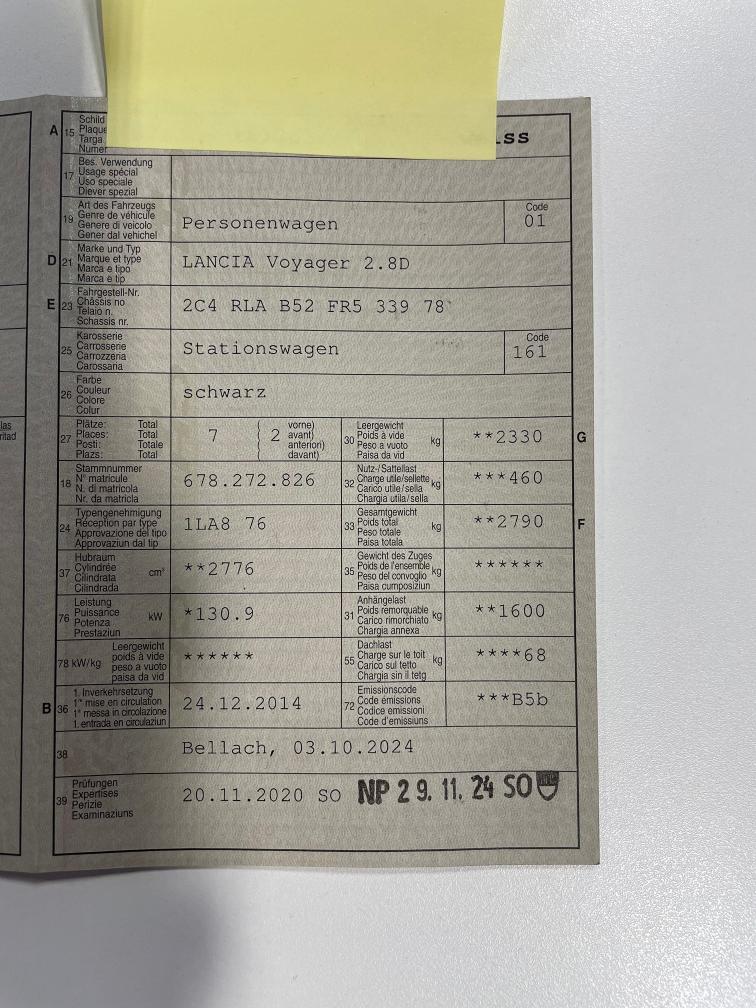 las
ritad
A 15 Schild
Plaque
Targa
Numer
ss
17 Bes. Verwendung
Usage spécial
Uso speciale
Diever spezial
19 Art des Fahrzeugs
Genre de véhicule
Genere di veicolo
Gener dal vehichel
Personenwagen
Code
01
D 21 Marke und Typ
Marque et type
Marca e tipo
Marca e tip
LANCIA Voyager 2.8D
E 23 Fahrgestell-Nr.
Châssis no
Telaio n.
Schassis nr.
2C4 RLA B52 FR5 339 78
25 Karosserie
Carrosserie
Carrozzeria
Carossaria
Stationswagen
Code
161
26 Farbe
Couleur
Colore
Colur
schwarz
27 Plätze: Total
Places: Total
Posti: Totale
Plazs: Total
7 ( 2 vorne)
avant)
anteriori)
davant)
30 Leergewicht
Poids à vide
Peso a vuoto
Paisa da vid
kg
**2330 G
18 Stammnummer
N° matricule
N. di matricola
Nr. da matricla
678.272.826
32 Nutz-/Sattellast
Charge utile/sellette
Carico utile/sella
Chargia utila/sella
kg
***460
24 Typengenehmigung
Réception par type
Approvazione del tipo
Approvaziun dal tip
1LA8 76
33 Gesamtgewicht
Poids total
Peso totale
Paisa totala
kg
**2790 F
37 Hubraum
Cylindrée
Cilindrata
Cilindrada
cm³
**2776
35 Gewicht des Zuges
Poids de l'ensemble
Peso del convoglio
Paisa cumposiziun
kg
******
76 Leistung
Puissance
Potenza
Prestaziun
kW
*130.9
31 Anhängelast
Poids remorquable
Carico rimorchiato
Chargia annexa
kg
**1600
78 kW/kg Leergewicht
poids à vide
peso a vuoto
paisa da vid
******
55 Dachlast
Charge sur le toit
Carico sul tetto
Chargia sin il tetg
kg
****68
B 36 1. Inverkehrsetzung
1re mise en circulation
1a messa in circolazione
1. entrada en circulaziun
24.12.2014
72 Emissionscode
Code émissions
Codice emissioni
Code d'emissiuns
***B5b
38 Bellach, 03.10.2024
39 Prüfungen
Expertises
Perizie
Examinaziuns
20.11.2020 SO NP 29. 11. 24 SO